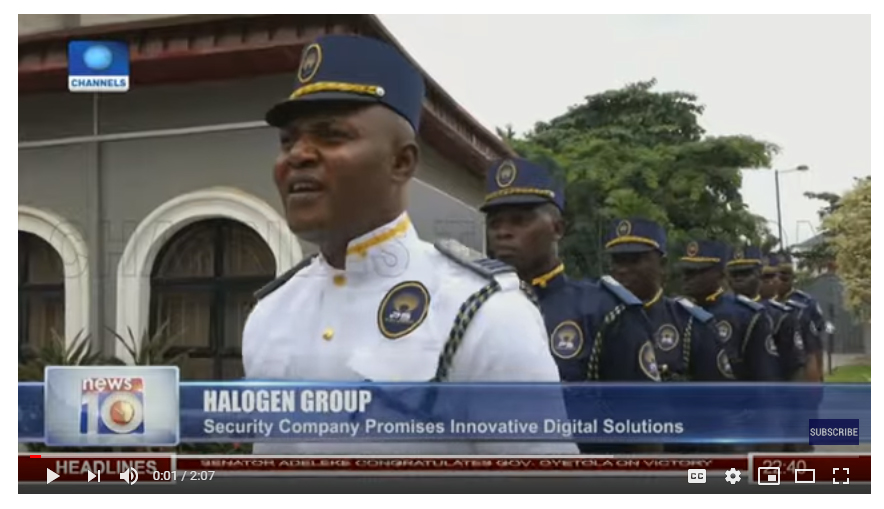 CHANNELS
CHANNELS T
news
10
HALOGEN GROUP
Security Company Promises Innovative Digital Solutions
SUBSCRIBE
HEADLINES
SENATOR ADELEKE CONGRATULATES GOV. OYETOLA ON VICTORY
22:40
0:01 / 2:07
CC